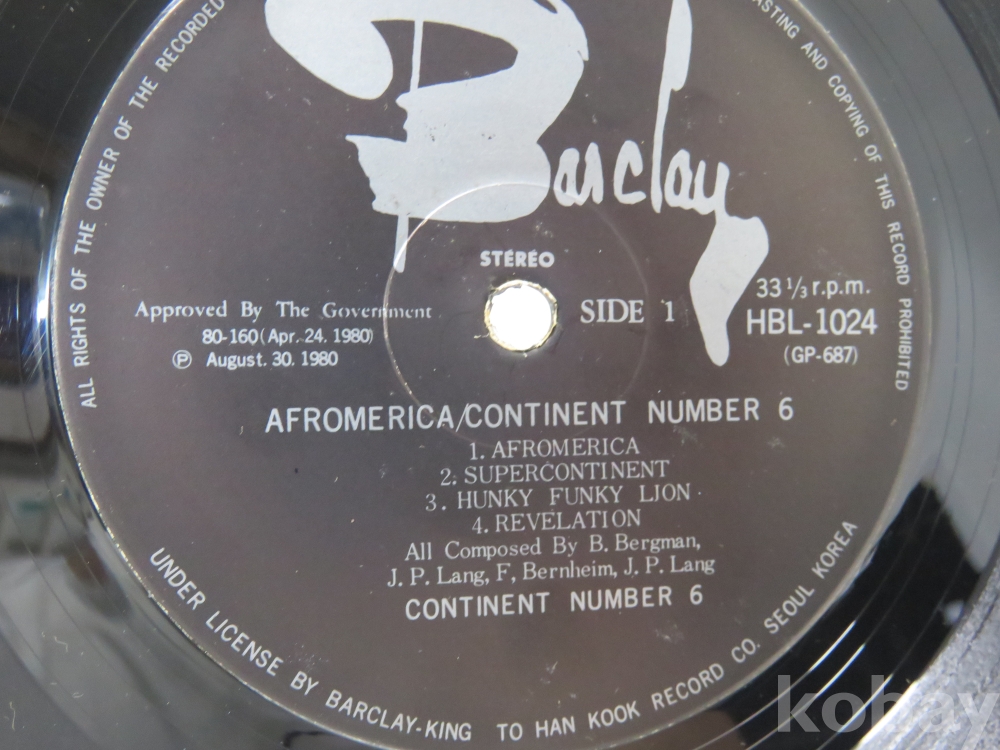 Barclay
STÉRÉO
SIDE 1
33 ⅓ r.p.m.
HBL-1024
(GP-687)
Approved By The Government
80-160 (Apr. 24. 1980)
Ⓟ August. 30. 1980
AFROMERICA/CONTINENT NUMBER 6
1. AFROMERICA
2. SUPERCONTINENT
3. HUNKY FUNKY LION
4. REVELATION
All Composed By B. Bergman,
J. P. Lang, F, Bernheim, J. P. Lang
CONTINENT NUMBER 6
ALL RIGHTS OF THE OWNER OF THE RECORDED
AND COPYING OF THIS RECORD PROHIBITED
UNDER LICENSE BY BARCLAY-KING TO HAN KOOK RECORD CO. SEOUL KOREA
kobay